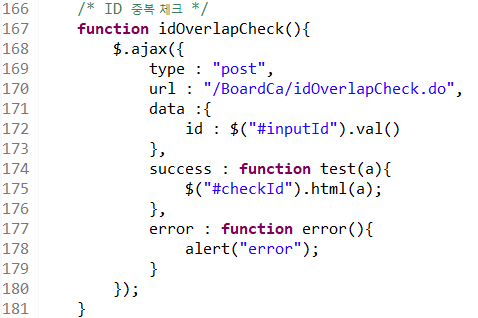 166 /* ID 중복 체크 */
167 function idOverlapCheck(){
168 $.ajax({
169 type : "post",
170 url : "/BoardCa/idOverlapCheck.do",
171 data :{
172 id : $("#inputId").val()
173 },
174 success : function test(a){
175 $("#checkId").html(a);
176 },
177 error : function error(){
178 alert("error");
179 }
180 });
181 }